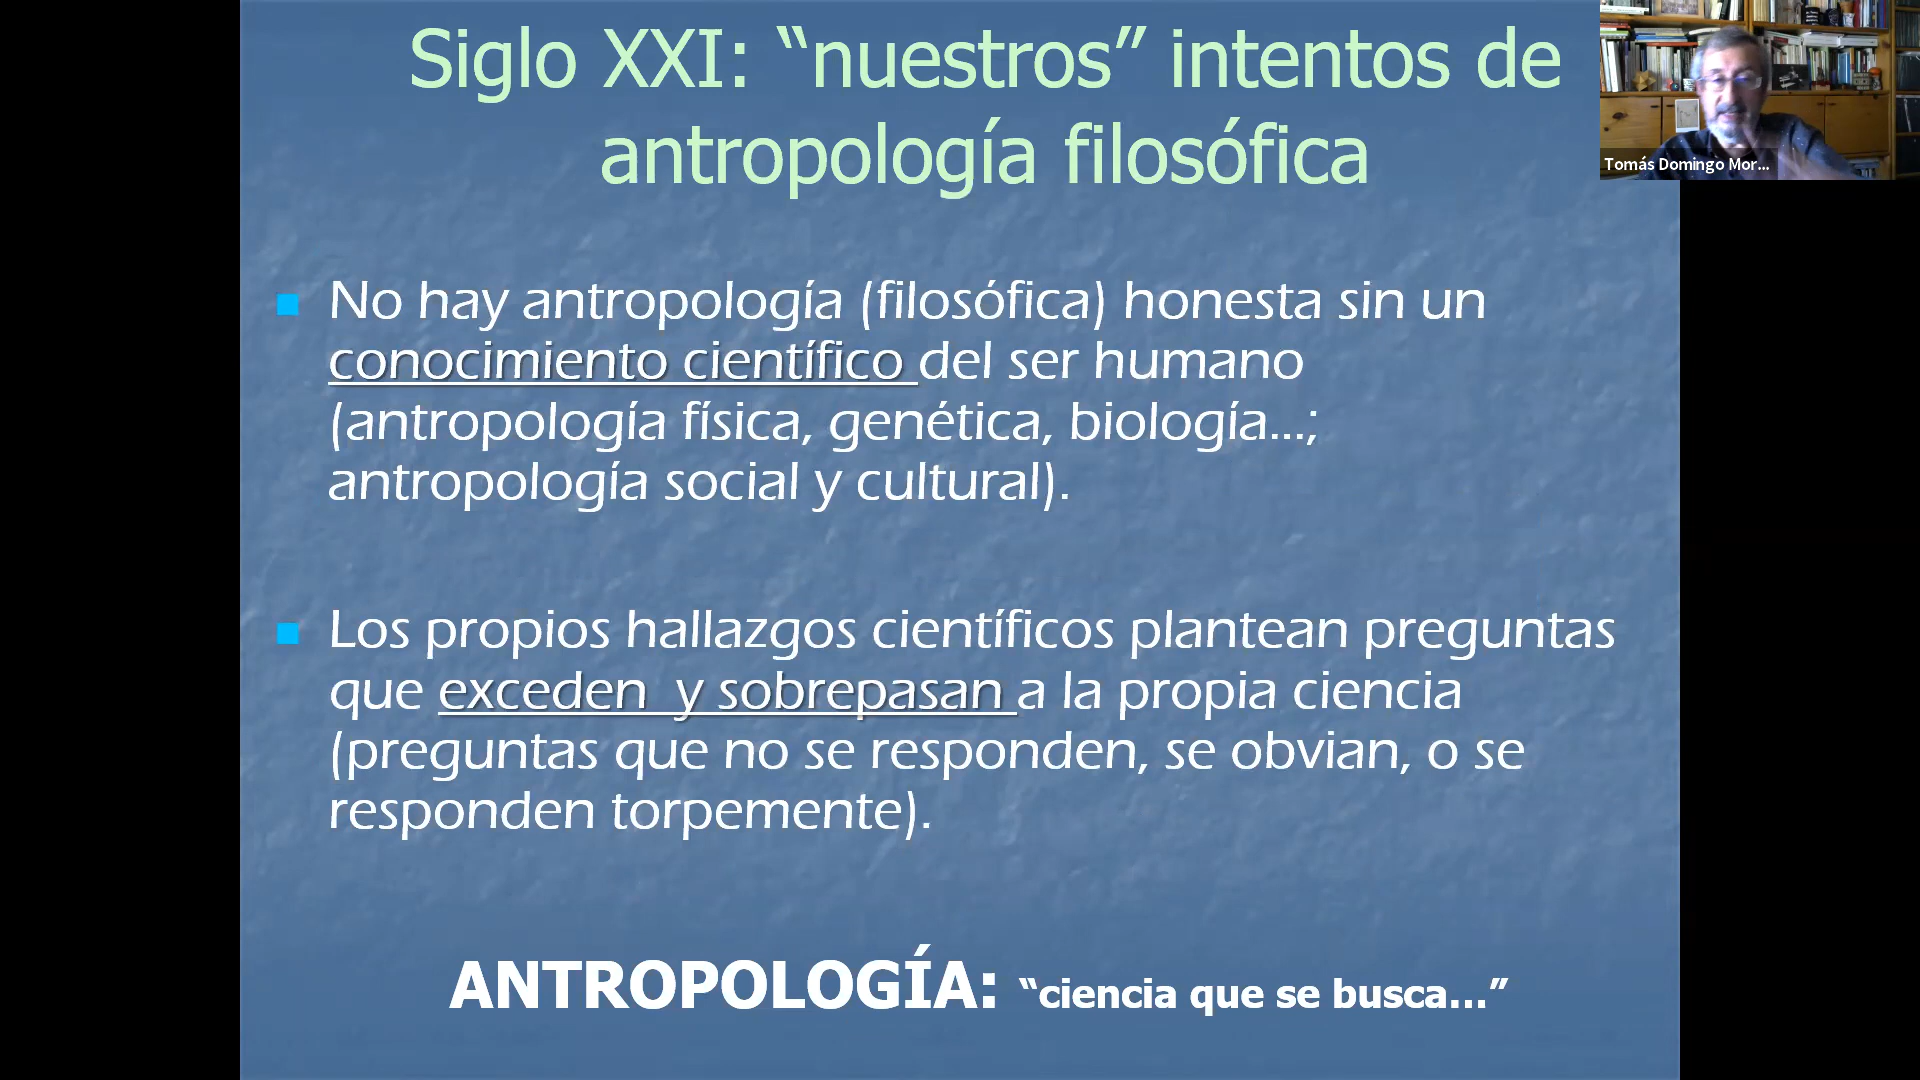 Siglo XXI: “nuestros” intentos de
antropología filosófica
Tomás Domingo Mor...
No hay antropología (filosófica) honesta sin un
conocimiento científico del ser humano
(antropología física, genética, biología...;
antropología social y cultural).
Los propios hallazgos científicos plantean preguntas
que exceden  y sobrepasan a la propia ciencia
(preguntas que no se responden, se obvian, o se
responden torpemente).
ANTROPOLOGÍA: “ciencia que se busca...”